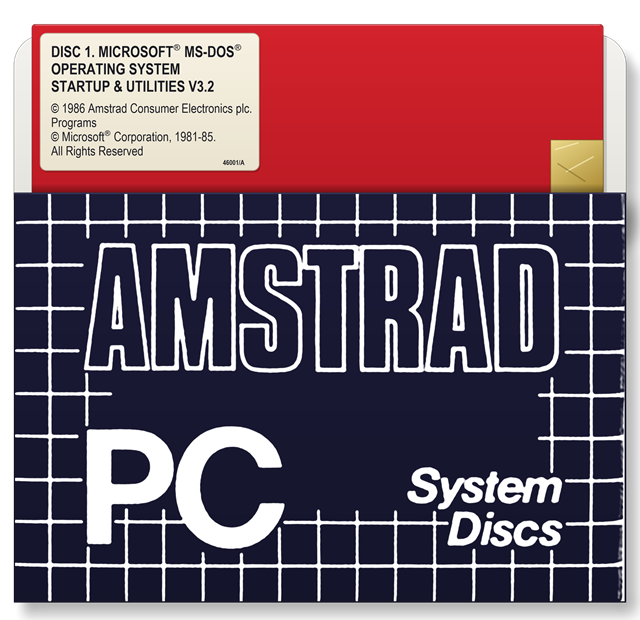 DISC 1. MICROSOFT® MS-DOS®
OPERATING SYSTEM
STARTUP & UTILITIES V3.2
© 1986 Amstrad Consumer Electronics plc.
Programs
© Microsoft® Corporation, 1981-85.
All Rights Reserved
46001/A
AMSTRAD
PC
System
Discs